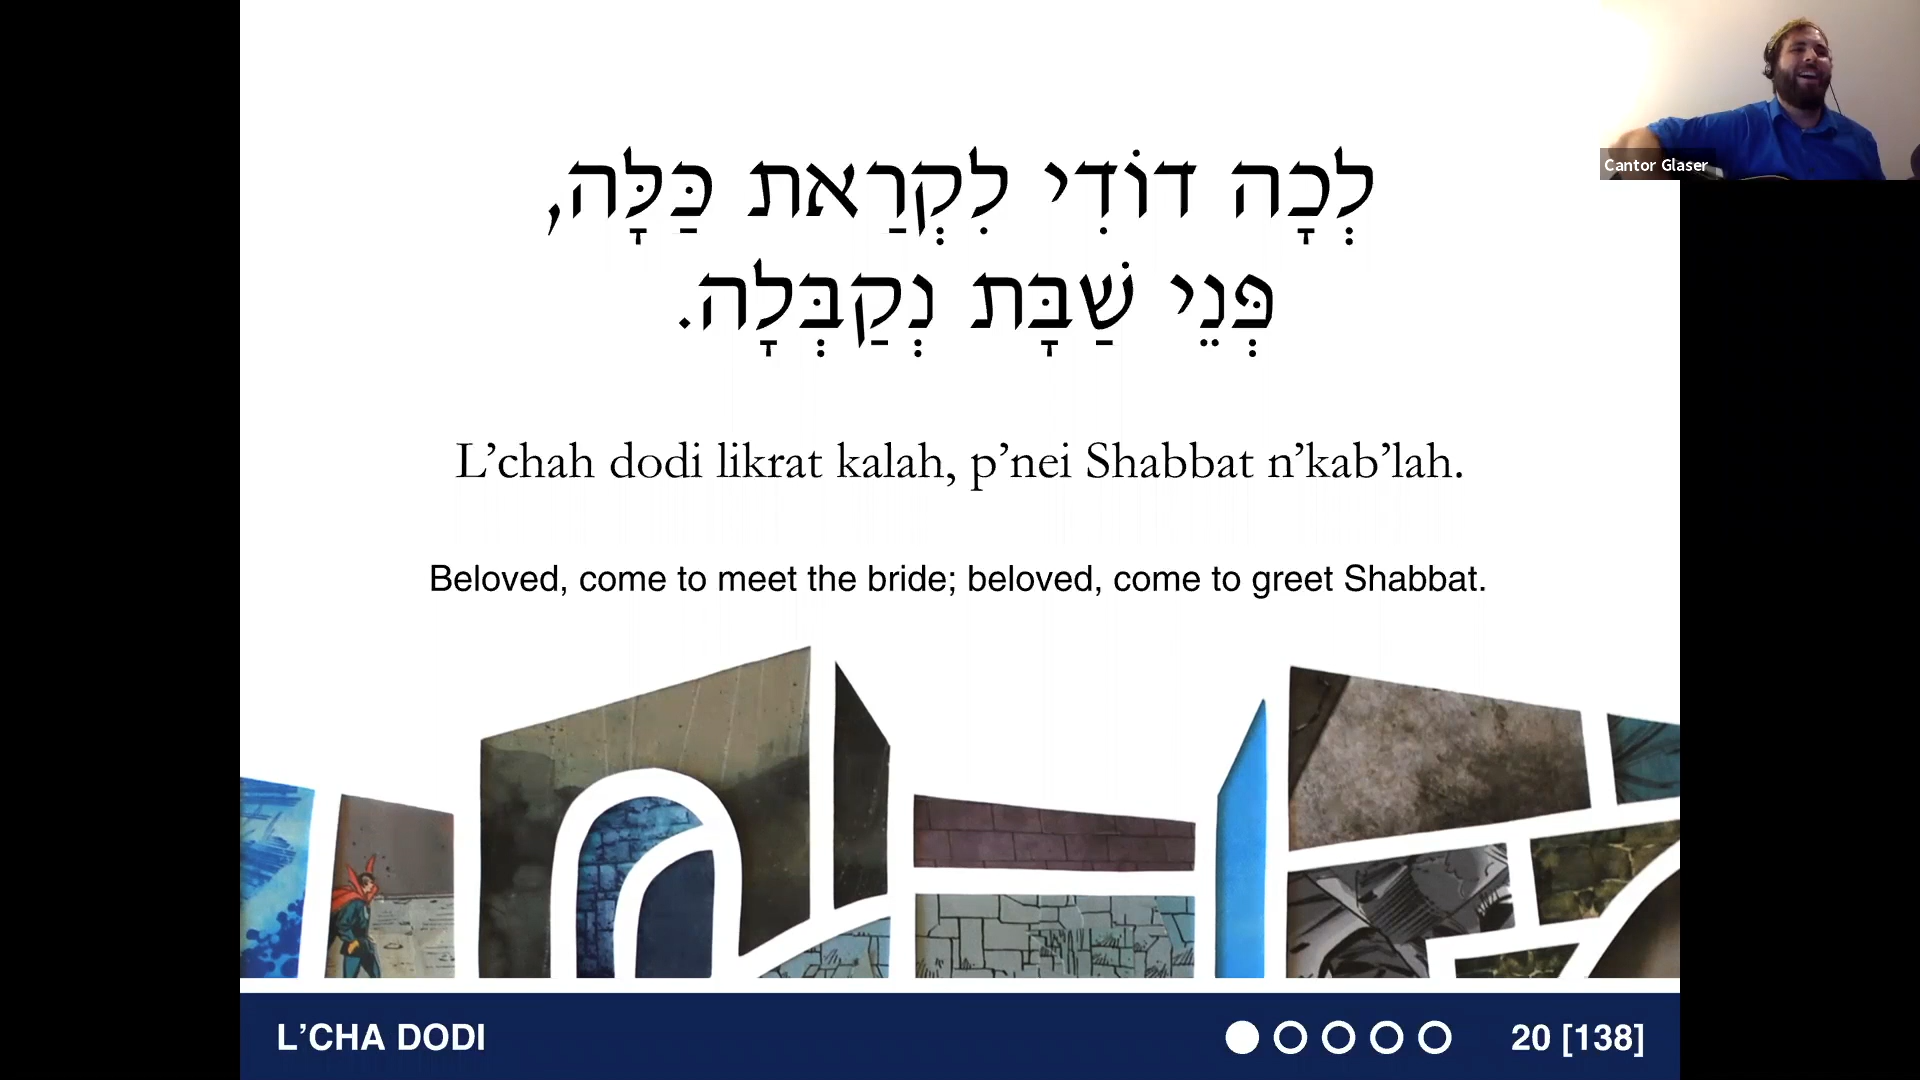 Cantor Glaser
לְכָה דוֹדִי לִקְרַאת כַּלָּה,
פְּנֵי שַׁבָּת נְקַבְּלָה.
L’chah dodi likrat kalah, p’nei Shabbat n’kab’lah.
Beloved, come to meet the bride; beloved, come to greet Shabbat.
L’CHA DODI
20 [138]